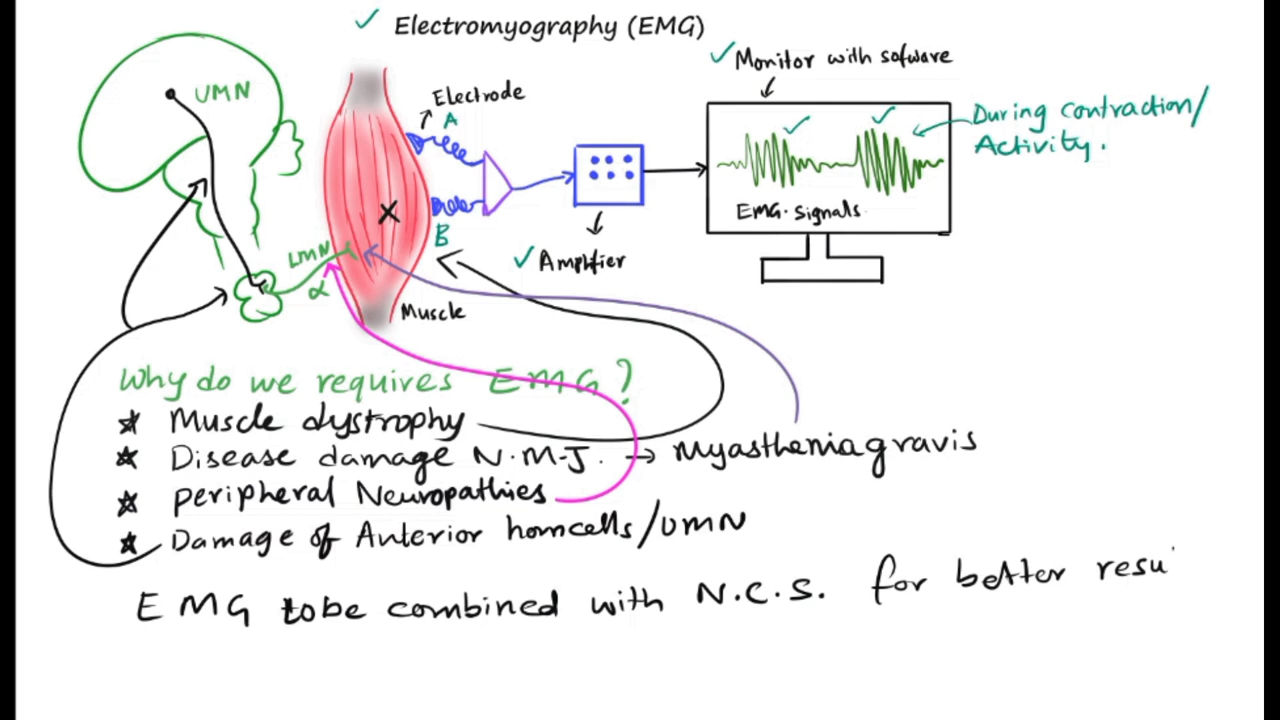 Electromyography (EMG)
Monitor with sofware
UMN
Electrode
A
During contraction/
Activity.
EMG. signals
B
LMN
α
Amplifier
Muscle
Why do we requires EMG?
Muscle dystrophy
Disease damage N.M.J. → Myastheniagravis
Peripheral Neuropathies
Damage of Anterior horncells/UMN
EMG tobe combined with N.C.S. for better resu